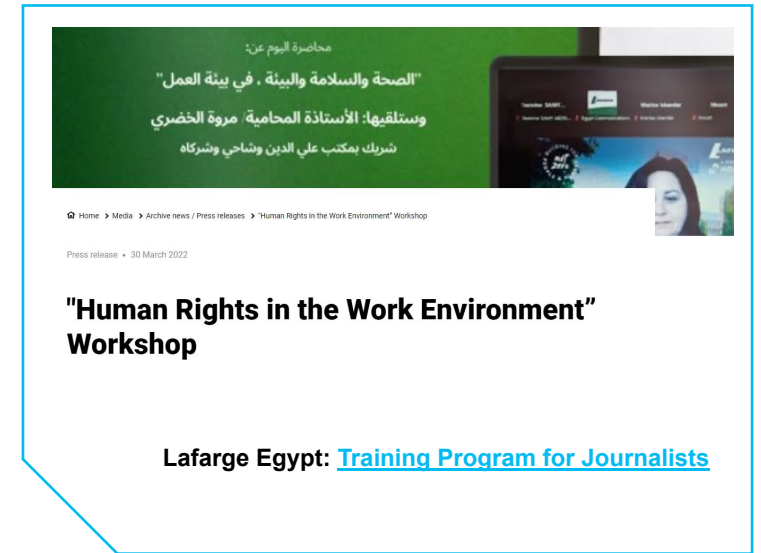 محاضرة اليوم عن:
"الصحة والسلامة والبيئة ، في بيئة العمل"
وستلقيها: الأستاذة المحامية/ مروة الخضري
شريك بمكتب علي الدين وشاحي وشركاه
Home > Media > Archive news / Press releases > "Human Rights in the Work Environment" Workshop
Press release • 30 March 2022
"Human Rights in the Work Environment”
Workshop
Lafarge Egypt: Training Program for Journalists